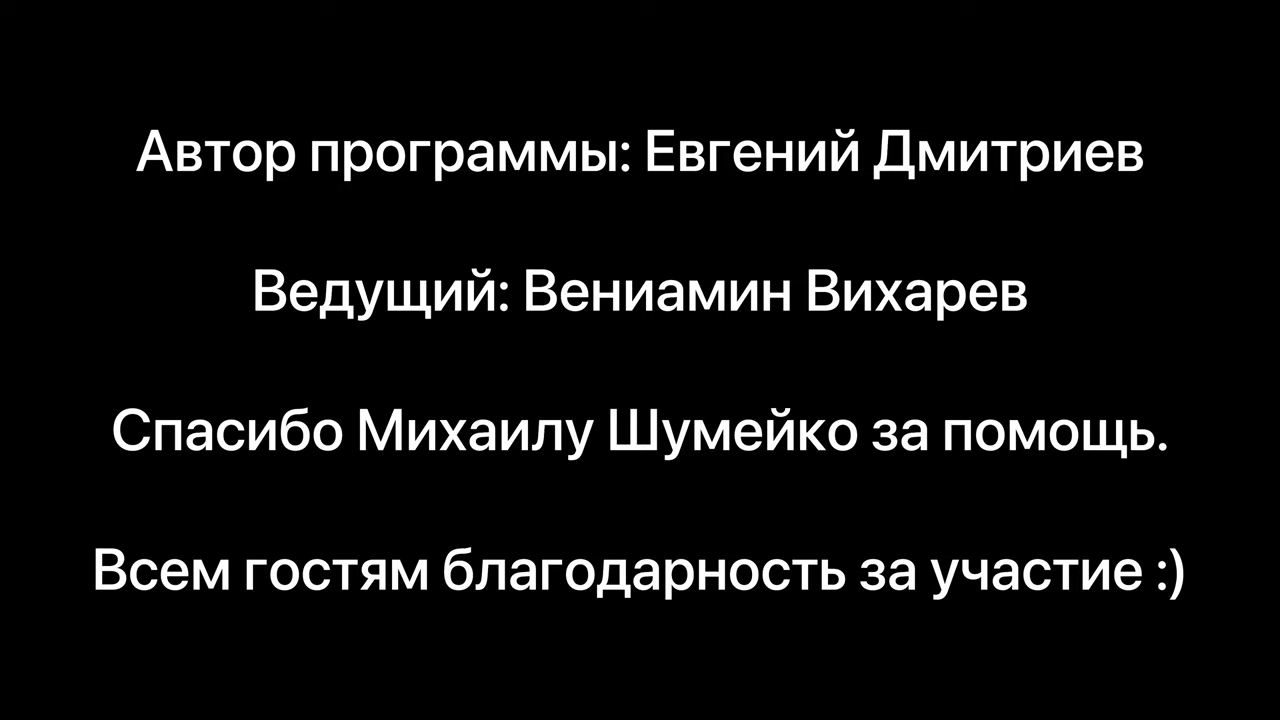 Автор программы: Евгений Дмитриев
Ведущий: Вениамин Вихарев
Спасибо Михаилу Шумейко за помощь.
Всем гостям благодарность за участие :)